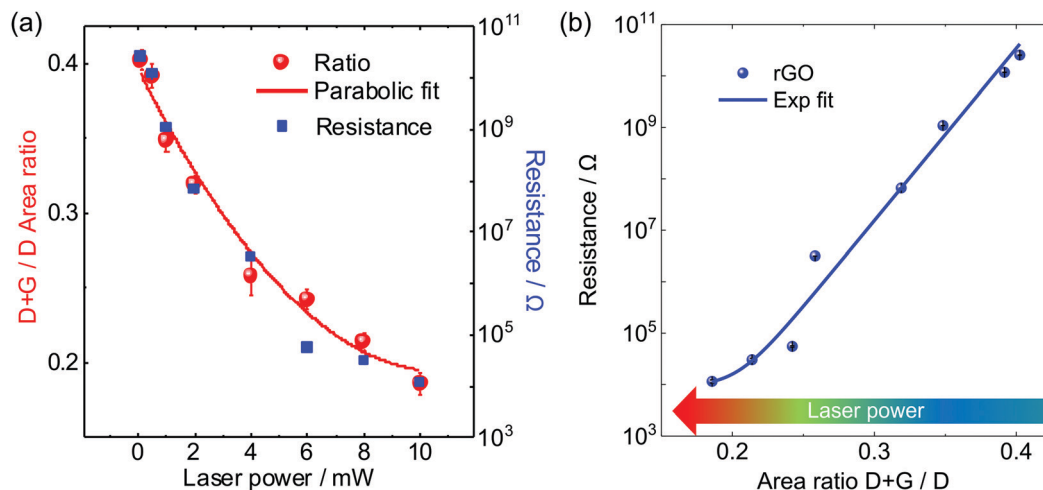 (a)
D+G / D Area ratio
0.4
0.3
0.2
Ratio
Parabolic fit
Resistance
10¹¹
10⁹
10⁷
10⁵
10³
Resistance / Ω
0 2 4 6 8 10
Laser power / mW
(b)
Resistance / Ω
10¹¹
10⁹
10⁷
10⁵
10³
rGO
Exp fit
Laser power
0.2 0.3 0.4
Area ratio D+G / D